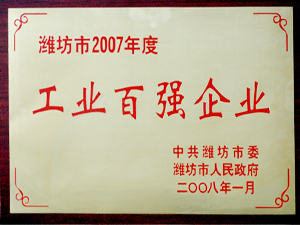 潍坊市2007年度
工业百强企业
中共潍坊市委
潍坊市人民政府
二〇〇八年一月